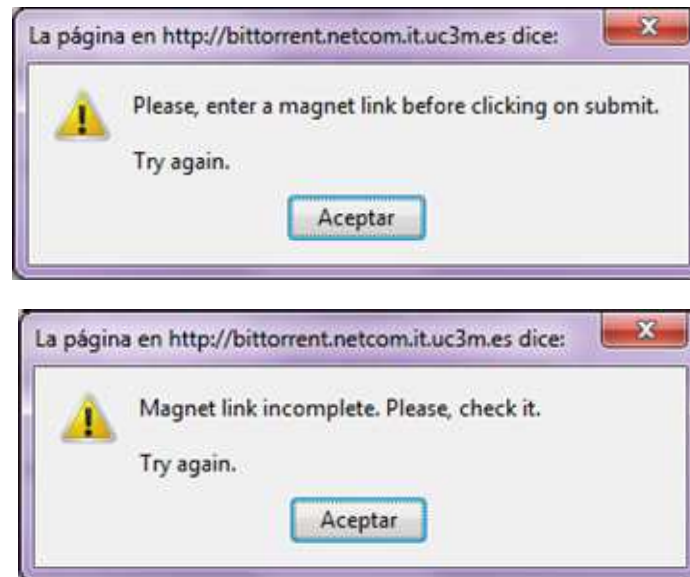 La página en http://bittorrent.netcom.it.uc3m.es dice:
Please, enter a magnet link before clicking on submit.
Try again.
Aceptar
La página en http://bittorrent.netcom.it.uc3m.es dice:
Magnet link incomplete. Please, check it.
Try again.
Aceptar